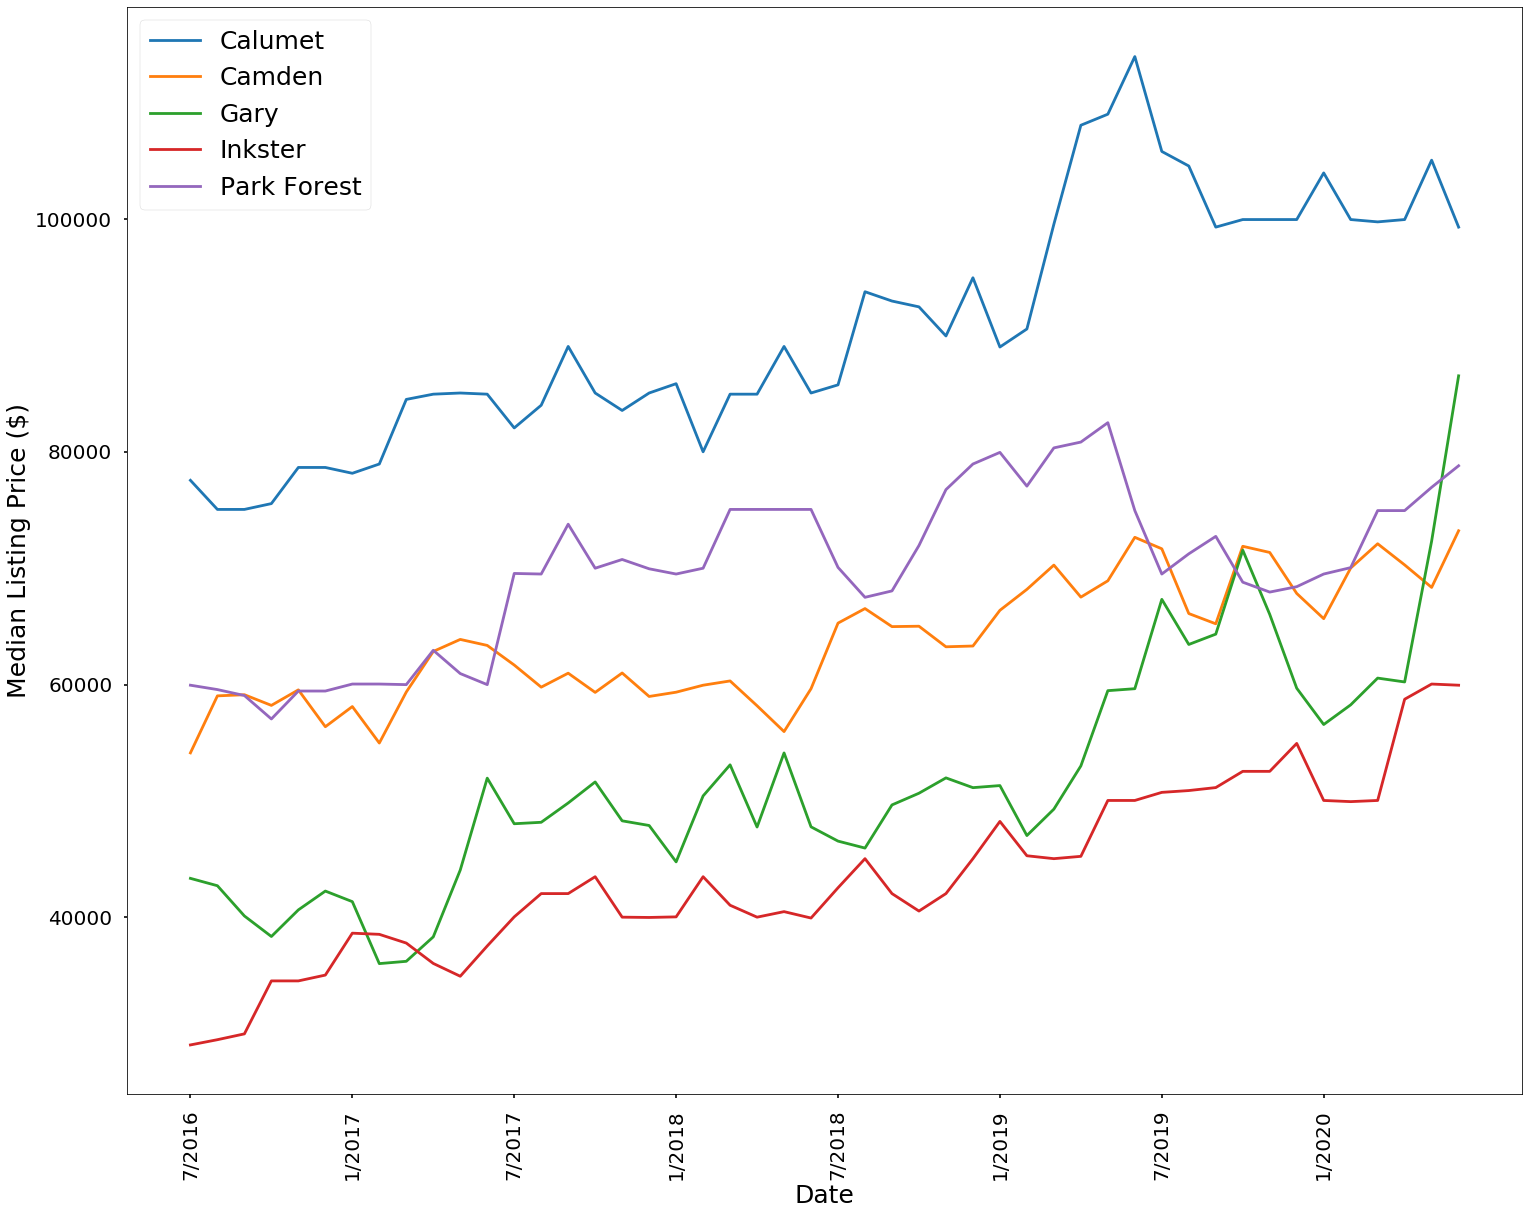 Calumet
Camden
Gary
Inkster
Park Forest
100000
80000
60000
40000
Median Listing Price ($)
7/2016
1/2017
7/2017
1/2018
7/2018
1/2019
7/2019
1/2020
Date